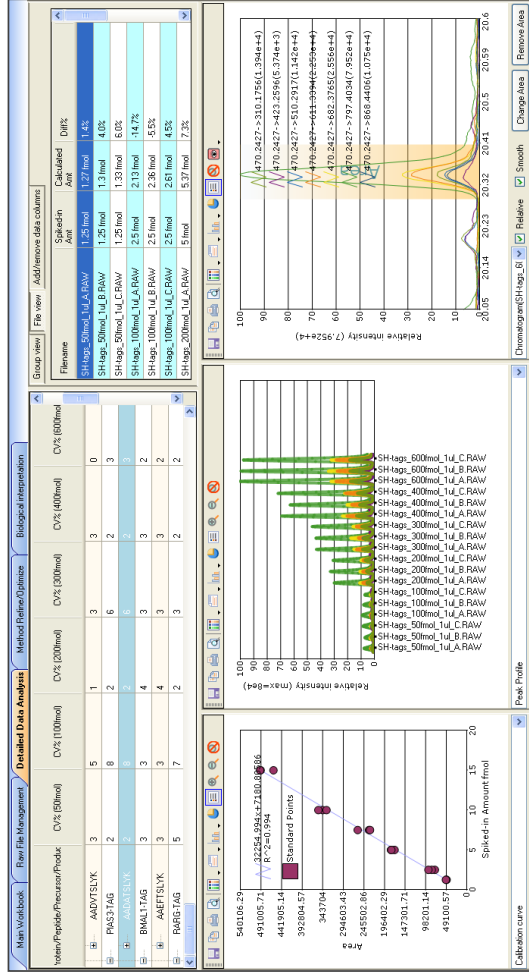 Main Workbook Raw File Management Detailed Data Analysis Method Refine/Optimize Biological interpretation
'rotein/Peptide/Precursor/Produc CV% (50fmol) CV% (100fmol) CV% (200fmol) CV% (300fmol) CV% (400fmol) CV% (600fmol
AADVTSLYK 3 5 1 3 3 0
PIAS3-TAG 2 8 2 6 2 3
AADATSLYK 2 8 2 6 2 3
BMAL1-TAG 3 3 4 3 3 2
AAEFTSLYK 3 4 4 3 3 2
RARG-TAG 5 7 2 3 2 2
Group view File view Add/remove data columns
Filename Spiked-in Amt Calculated Amt Diff%
SH-tags_50fmol_1ul_A.RAW 1.25 fmol 1.27 fmol 1.4%
SH-tags_50fmol_1ul_B.RAW 1.25 fmol 1.3 fmol 4.0%
SH-tags_50fmol_1ul_C.RAW 1.25 fmol 1.33 fmol 6.0%
SH-tags_100fmol_1ul_A.RAW 2.5 fmol 2.13 fmol -14.7%
SH-tags_100fmol_1ul_B.RAW 2.5 fmol 2.36 fmol -5.5%
SH-tags_100fmol_1ul_C.RAW 2.5 fmol 2.61 fmol 4.5%
SH-tags_200fmol_1ul_A.RAW 5 fmol 5.37 fmol 7.3%
540106.29
491005.71
441905.14
392804.57
343704
294603.43
245502.86
196402.29
147301.71
98201.14
49100.57
Area
R^2=0.994
Standard Points
0 5 10 15 20
Spiked-in Amount fmol
Calibration curve
100
90
80
70
60
50
40
30
20
10
0
Relative intensity (max=8e4)
SH-tags_600fmol_1ul_C.RAW
SH-tags_600fmol_1ul_B.RAW
SH-tags_600fmol_1ul_A.RAW
SH-tags_400fmol_1ul_C.RAW
SH-tags_400fmol_1ul_B.RAW
SH-tags_400fmol_1ul_A.RAW
SH-tags_300fmol_1ul_C.RAW
SH-tags_300fmol_1ul_B.RAW
SH-tags_300fmol_1ul_A.RAW
SH-tags_200fmol_1ul_C.RAW
SH-tags_200fmol_1ul_B.RAW
SH-tags_200fmol_1ul_A.RAW
SH-tags_100fmol_1ul_C.RAW
SH-tags_100fmol_1ul_B.RAW
SH-tags_100fmol_1ul_A.RAW
SH-tags_50fmol_1ul_C.RAW
SH-tags_50fmol_1ul_B.RAW
SH-tags_50fmol_1ul_A.RAW
Peak Profile
100
90
80
70
60
50
40
30
20
10
0
Relative intensity (7.952e+4)
470.2427->310.1756(1.394e+4)
470.2427->423.2596(5.374e+3)
470.2427->510.2917(1.142e+4)
470.2427->611.3394(2.253e+4)
470.2427->682.3765(2.556e+4)
470.2427->797.4034(7.952e+4)
470.2427->868.4406(1.075e+4)
20.05 20.14 20.23 20.32 20.41 20.5 20.59 20.6
Chromatogram(SH-tags_6( Relative Smooth Change Area Remove Area